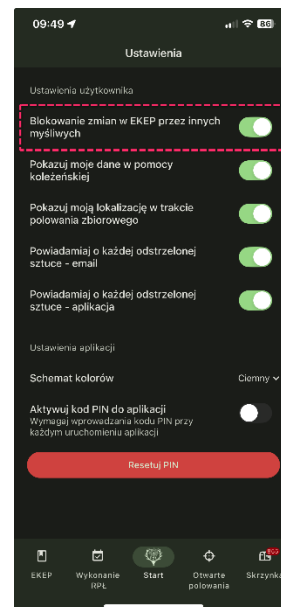 09:49
86
Ustawienia
Ustawienia użytkownika
Blokowanie zmian w EKEP przez innych
myśliwych
Pokazuj moje dane w pomocy
koleżeńskiej
Pokazuj moją lokalizację w trakcie
polowania zbiorowego
Powiadamiaj o każdej odstrzelonej
sztuce - email
Powiadamiaj o każdej odstrzelonej
sztuce - aplikacja
Ustawienia aplikacji
Schemat kolorów
Ciemny
Aktywuj kod PIN do aplikacji
Wymagaj wprowadzania kodu PIN przy
każdym uruchomieniu aplikacji
Resetuj PIN
EKEP
Wykonanie
RPŁ
Start
Otwarte
polowania
Skrzynka